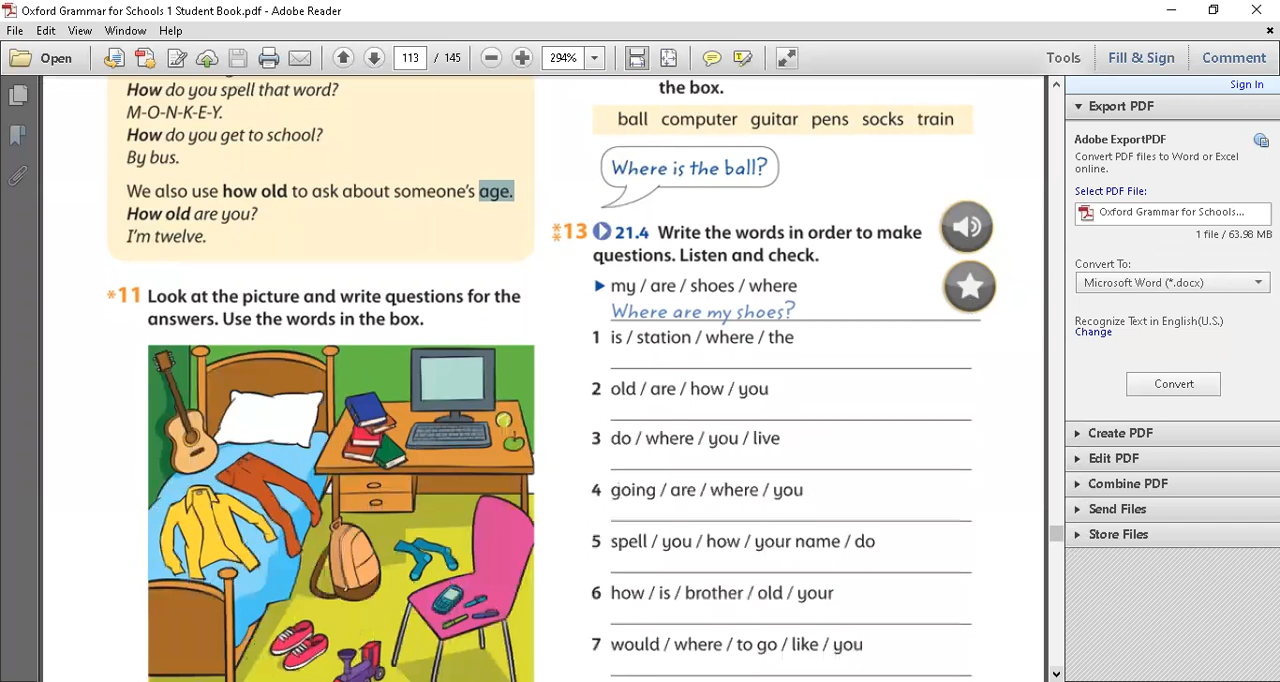 Oxford Grammar for Schools 1 Student Book.pdf - Adobe Reader
File Edit View Window Help
Open 113 / 145 294% Tools Fill & Sign Comment
How do you spell that word?
M-O-N-K-E-Y.
How do you get to school?
By bus.
We also use how old to ask about someone's age.
How old are you?
I'm twelve.
*11 Look at the picture and write questions for the
answers. Use the words in the box.
the box.
ball computer guitar pens socks train
Where is the ball?
**13 21.4 Write the words in order to make
questions. Listen and check.
▶ my / are / shoes / where
Where are my shoes?
1 is / station / where / the
2 old / are / how / you
3 do / where / you / live
4 going / are / where / you
5 spell / you / how / your name / do
6 how / is / brother / old / your
7 would / where / to go / like / you
Sign In
Export PDF
Adobe ExportPDF
Convert PDF files to Word or Excel
online.
Select PDF File:
Oxford Grammar for Schools...
1 file / 63.98 MB
Convert To:
Microsoft Word (*.docx)
Recognize Text in English(U.S.)
Change
Convert
Create PDF
Edit PDF
Combine PDF
Send Files
Store Files